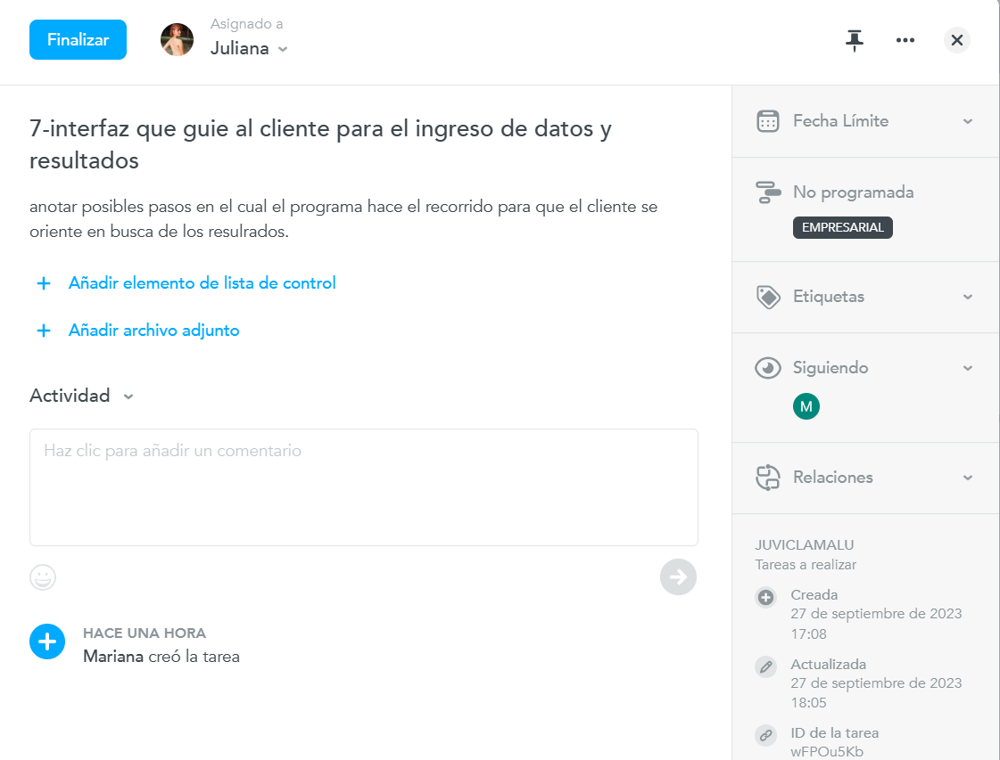 Finalizar
Asignado a
Juliana
7-interfaz que guie al cliente para el ingreso de datos y
resultados
anotar posibles pasos en el cual el programa hace el recorrido para que el cliente se
oriente en busca de los resulrados.
Añadir elemento de lista de control
Añadir archivo adjunto
Actividad
Haz clic para añadir un comentario
HACE UNA HORA
Mariana creó la tarea
Fecha Límite
No programada
EMPRESARIAL
Etiquetas
Siguiendo
M
Relaciones
JUVICLAMALU
Tareas a realizar
Creada
27 de septiembre de 2023
17:08
Actualizada
27 de septiembre de 2023
18:05
ID de la tarea
wFPOu5Kb